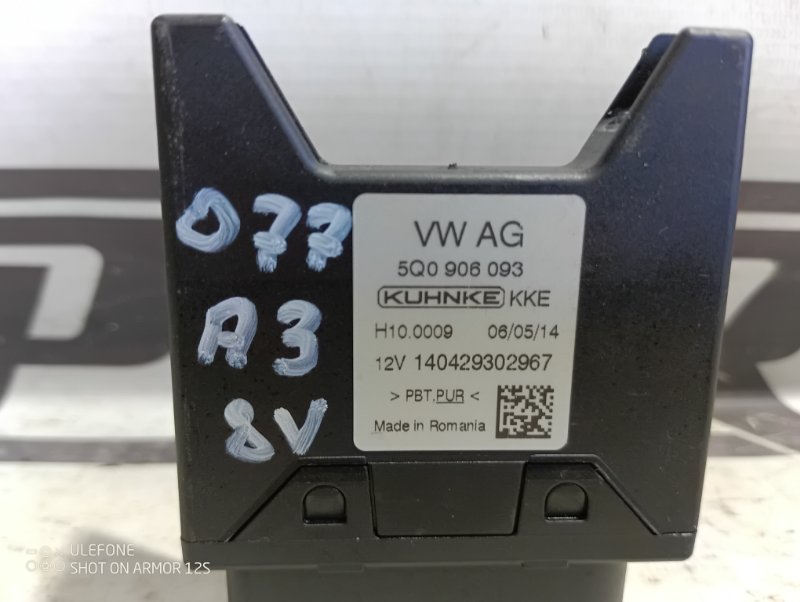 077
A3
8V
VW AG
5Q0 906 093
KUHNKE KKE
H10.0009 06/05/14
12V 140429302967
> PBT,PUR <
Made in Romania
ULEFONE
SHOT ON ARMOR 12S